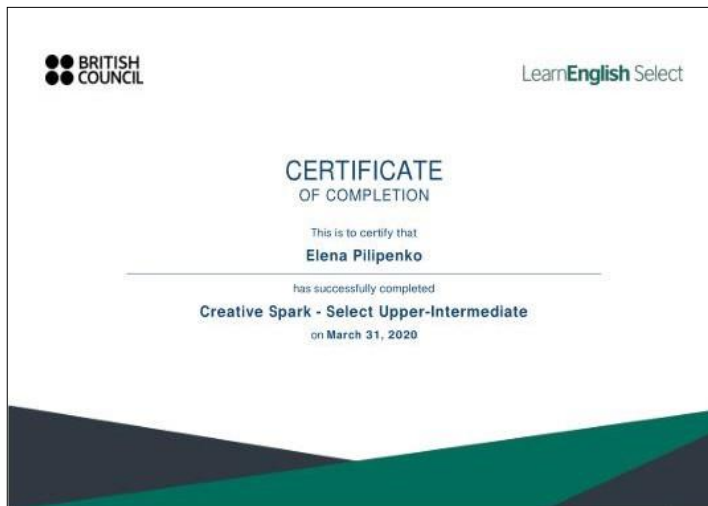 BRITISH
COUNCIL
LearnEnglish Select
CERTIFICATE
OF COMPLETION
This is to certify that
Elena Pilipenko
has successfully completed
Creative Spark - Select Upper-Intermediate
on March 31, 2020